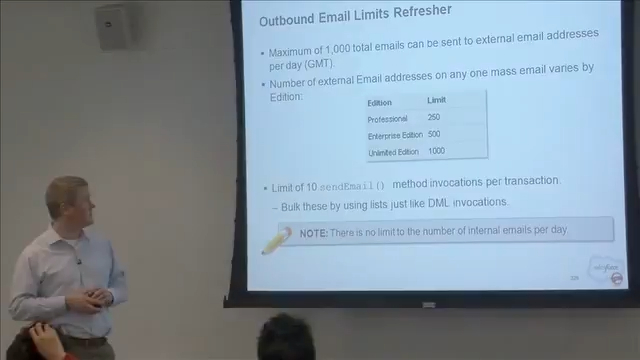 Outbound Email Limits Refresher
Maximum of 1,000 total emails can be sent to external email addresses
per day (GMT).
Number of external Email addresses on any one mass email varies by
Edition:
Edition Limit
Professional 250
Enterprise Edition 500
Unlimited Edition 1000
Limit of 10 sendEmail() method invocations per transaction.
– Bulk these by using lists just like DML invocations.
NOTE: There is no limit to the number of internal emails per day.